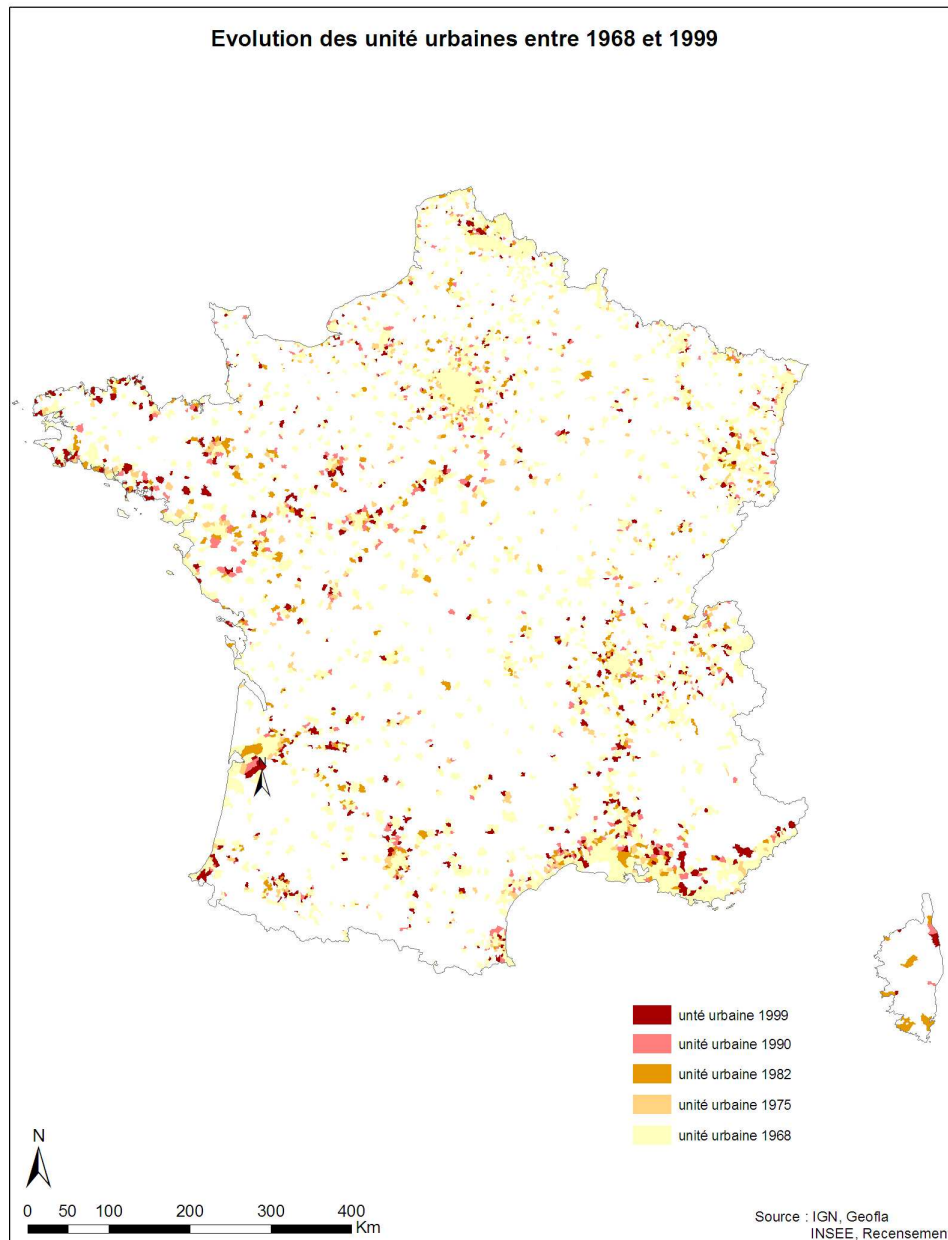 Evolution des unité urbaines entre 1968 et 1999
unté urbaine 1999
unité urbaine 1990
unité urbaine 1982
unité urbaine 1975
unité urbaine 1968
N
0 50 100 200 300 400
Km
Source : IGN, Geofla
INSEE, Recensemen